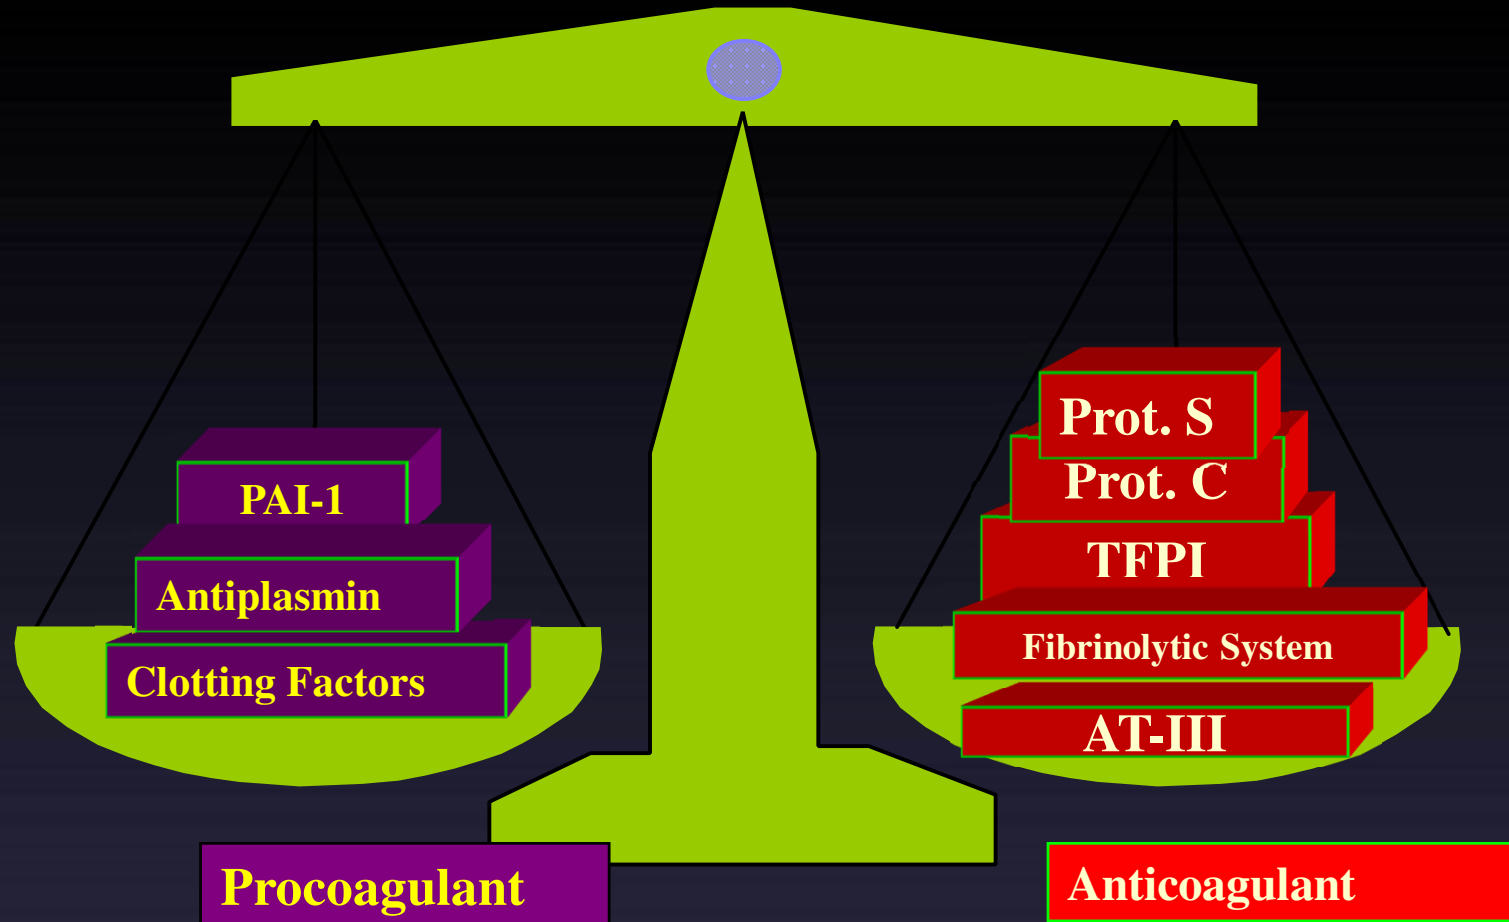 PAI-1
Antiplasmin
Clotting Factors
Procoagulant
Prot. S
Prot. C
TFPI
Fibrinolytic System
AT-III
Anticoagulant